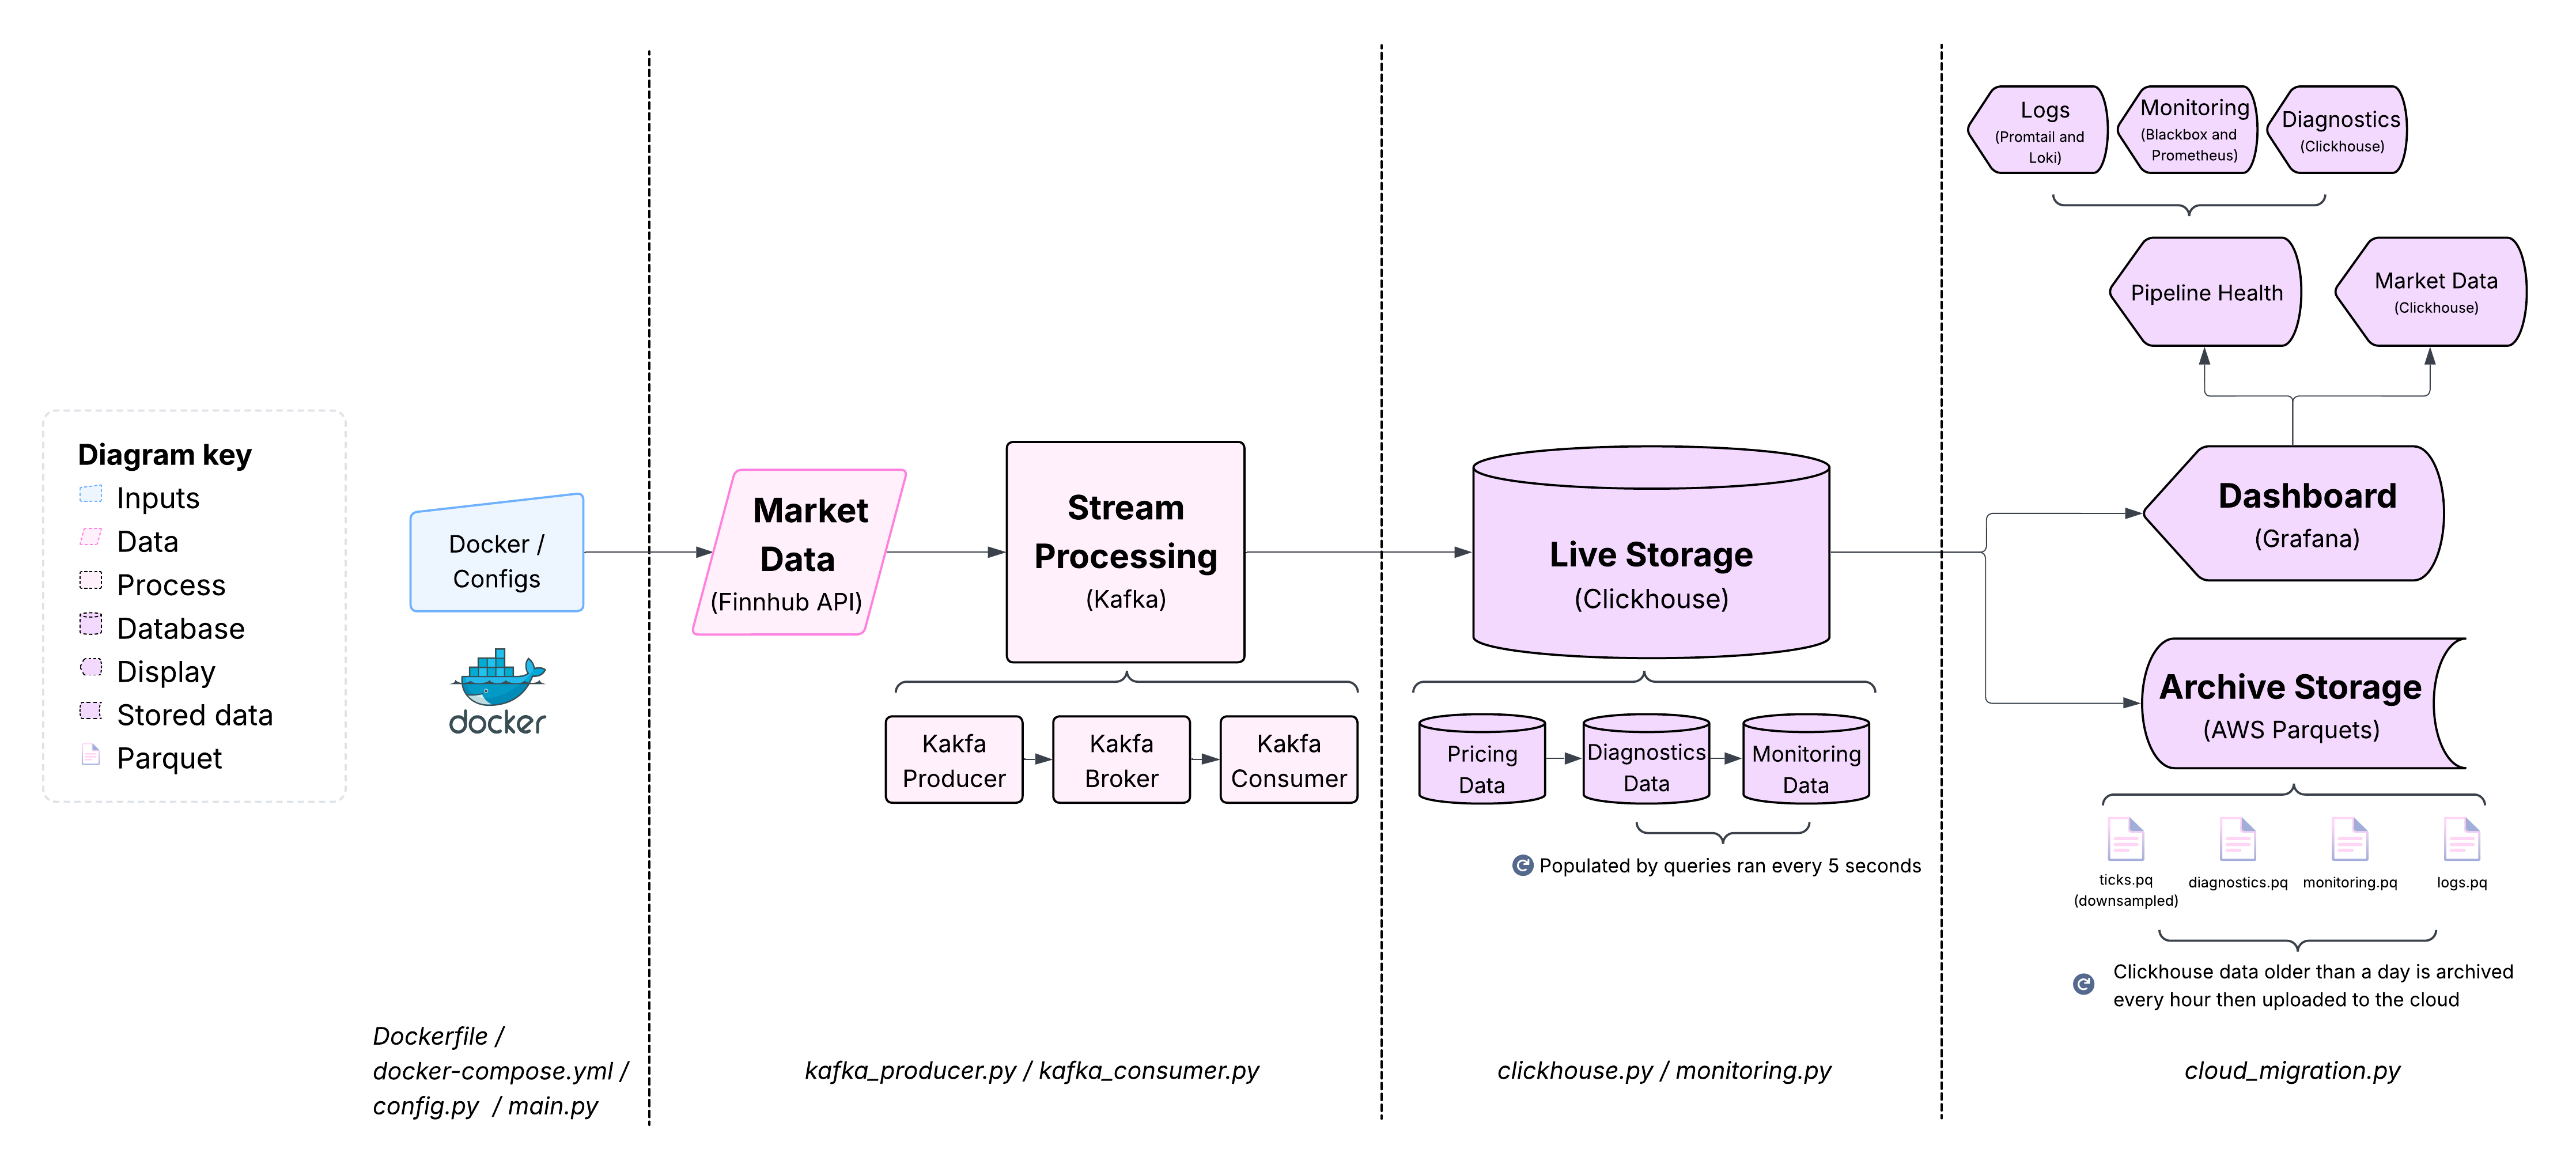 Diagram key
Inputs
Data
Process
Database
Display
Stored data
Parquet
Docker /
Configs
docker
Dockerfile /
docker-compose.yml /
config.py / main.py
Market
Data
(Finnhub API)
Stream
Processing
(Kafka)
Kakfa
Producer
Kakfa
Broker
Kakfa
Consumer
kafka_producer.py / kafka_consumer.py
Live Storage
(Clickhouse)
Pricing
Data
Diagnostics
Data
Monitoring
Data
Populated by queries ran every 5 seconds
clickhouse.py / monitoring.py
Logs
(Promtail and
Loki)
Monitoring
(Blackbox and
Prometheus)
Diagnostics
(Clickhouse)
Pipeline Health
Market Data
(Clickhouse)
Dashboard
(Grafana)
Archive Storage
(AWS Parquets)
ticks.pq
(downsampled)
diagnostics.pq
monitoring.pq
logs.pq
Clickhouse data older than a day is archived
every hour then uploaded to the cloud
cloud_migration.py